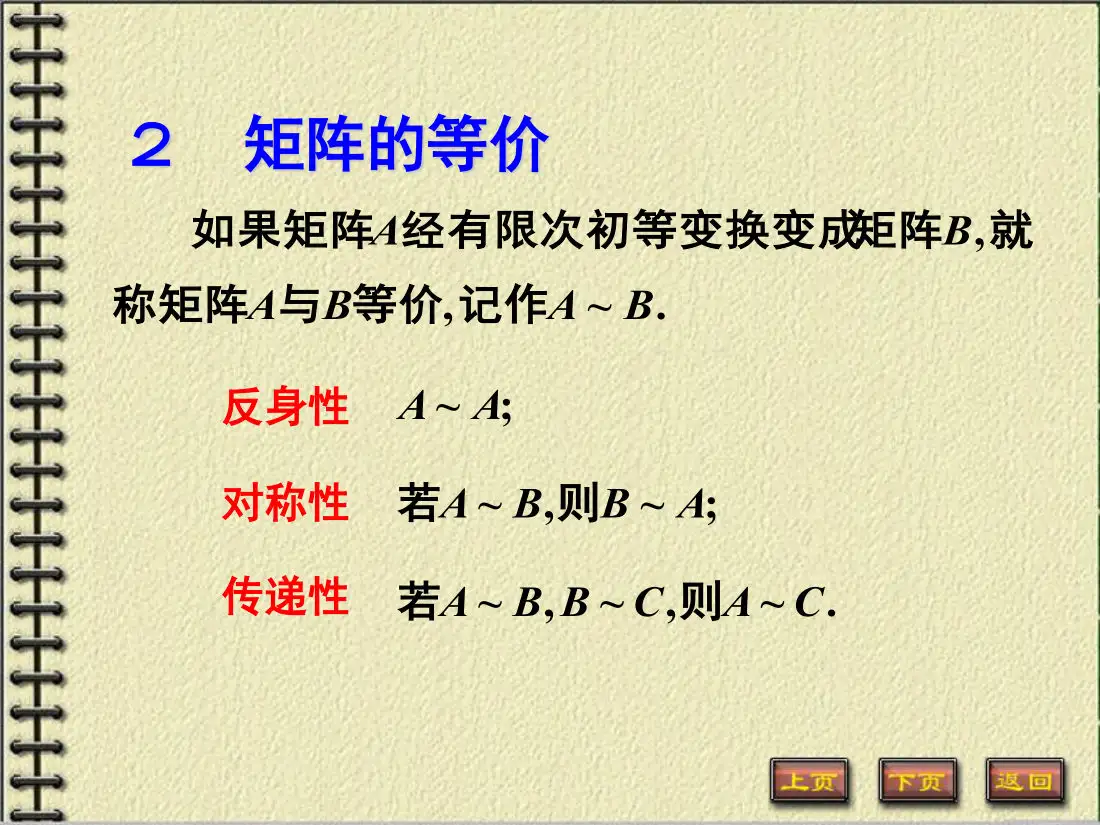 ２ 矩阵的等价
如果矩阵A经有限次初等变换变成矩阵B,就
称矩阵A与B等价,记作A ~ B.
反身性 A ~ A;
对称性 若A ~ B,则B ~ A;
传递性 若A ~ B, B ~ C,则A ~ C.
上页 下页 返回